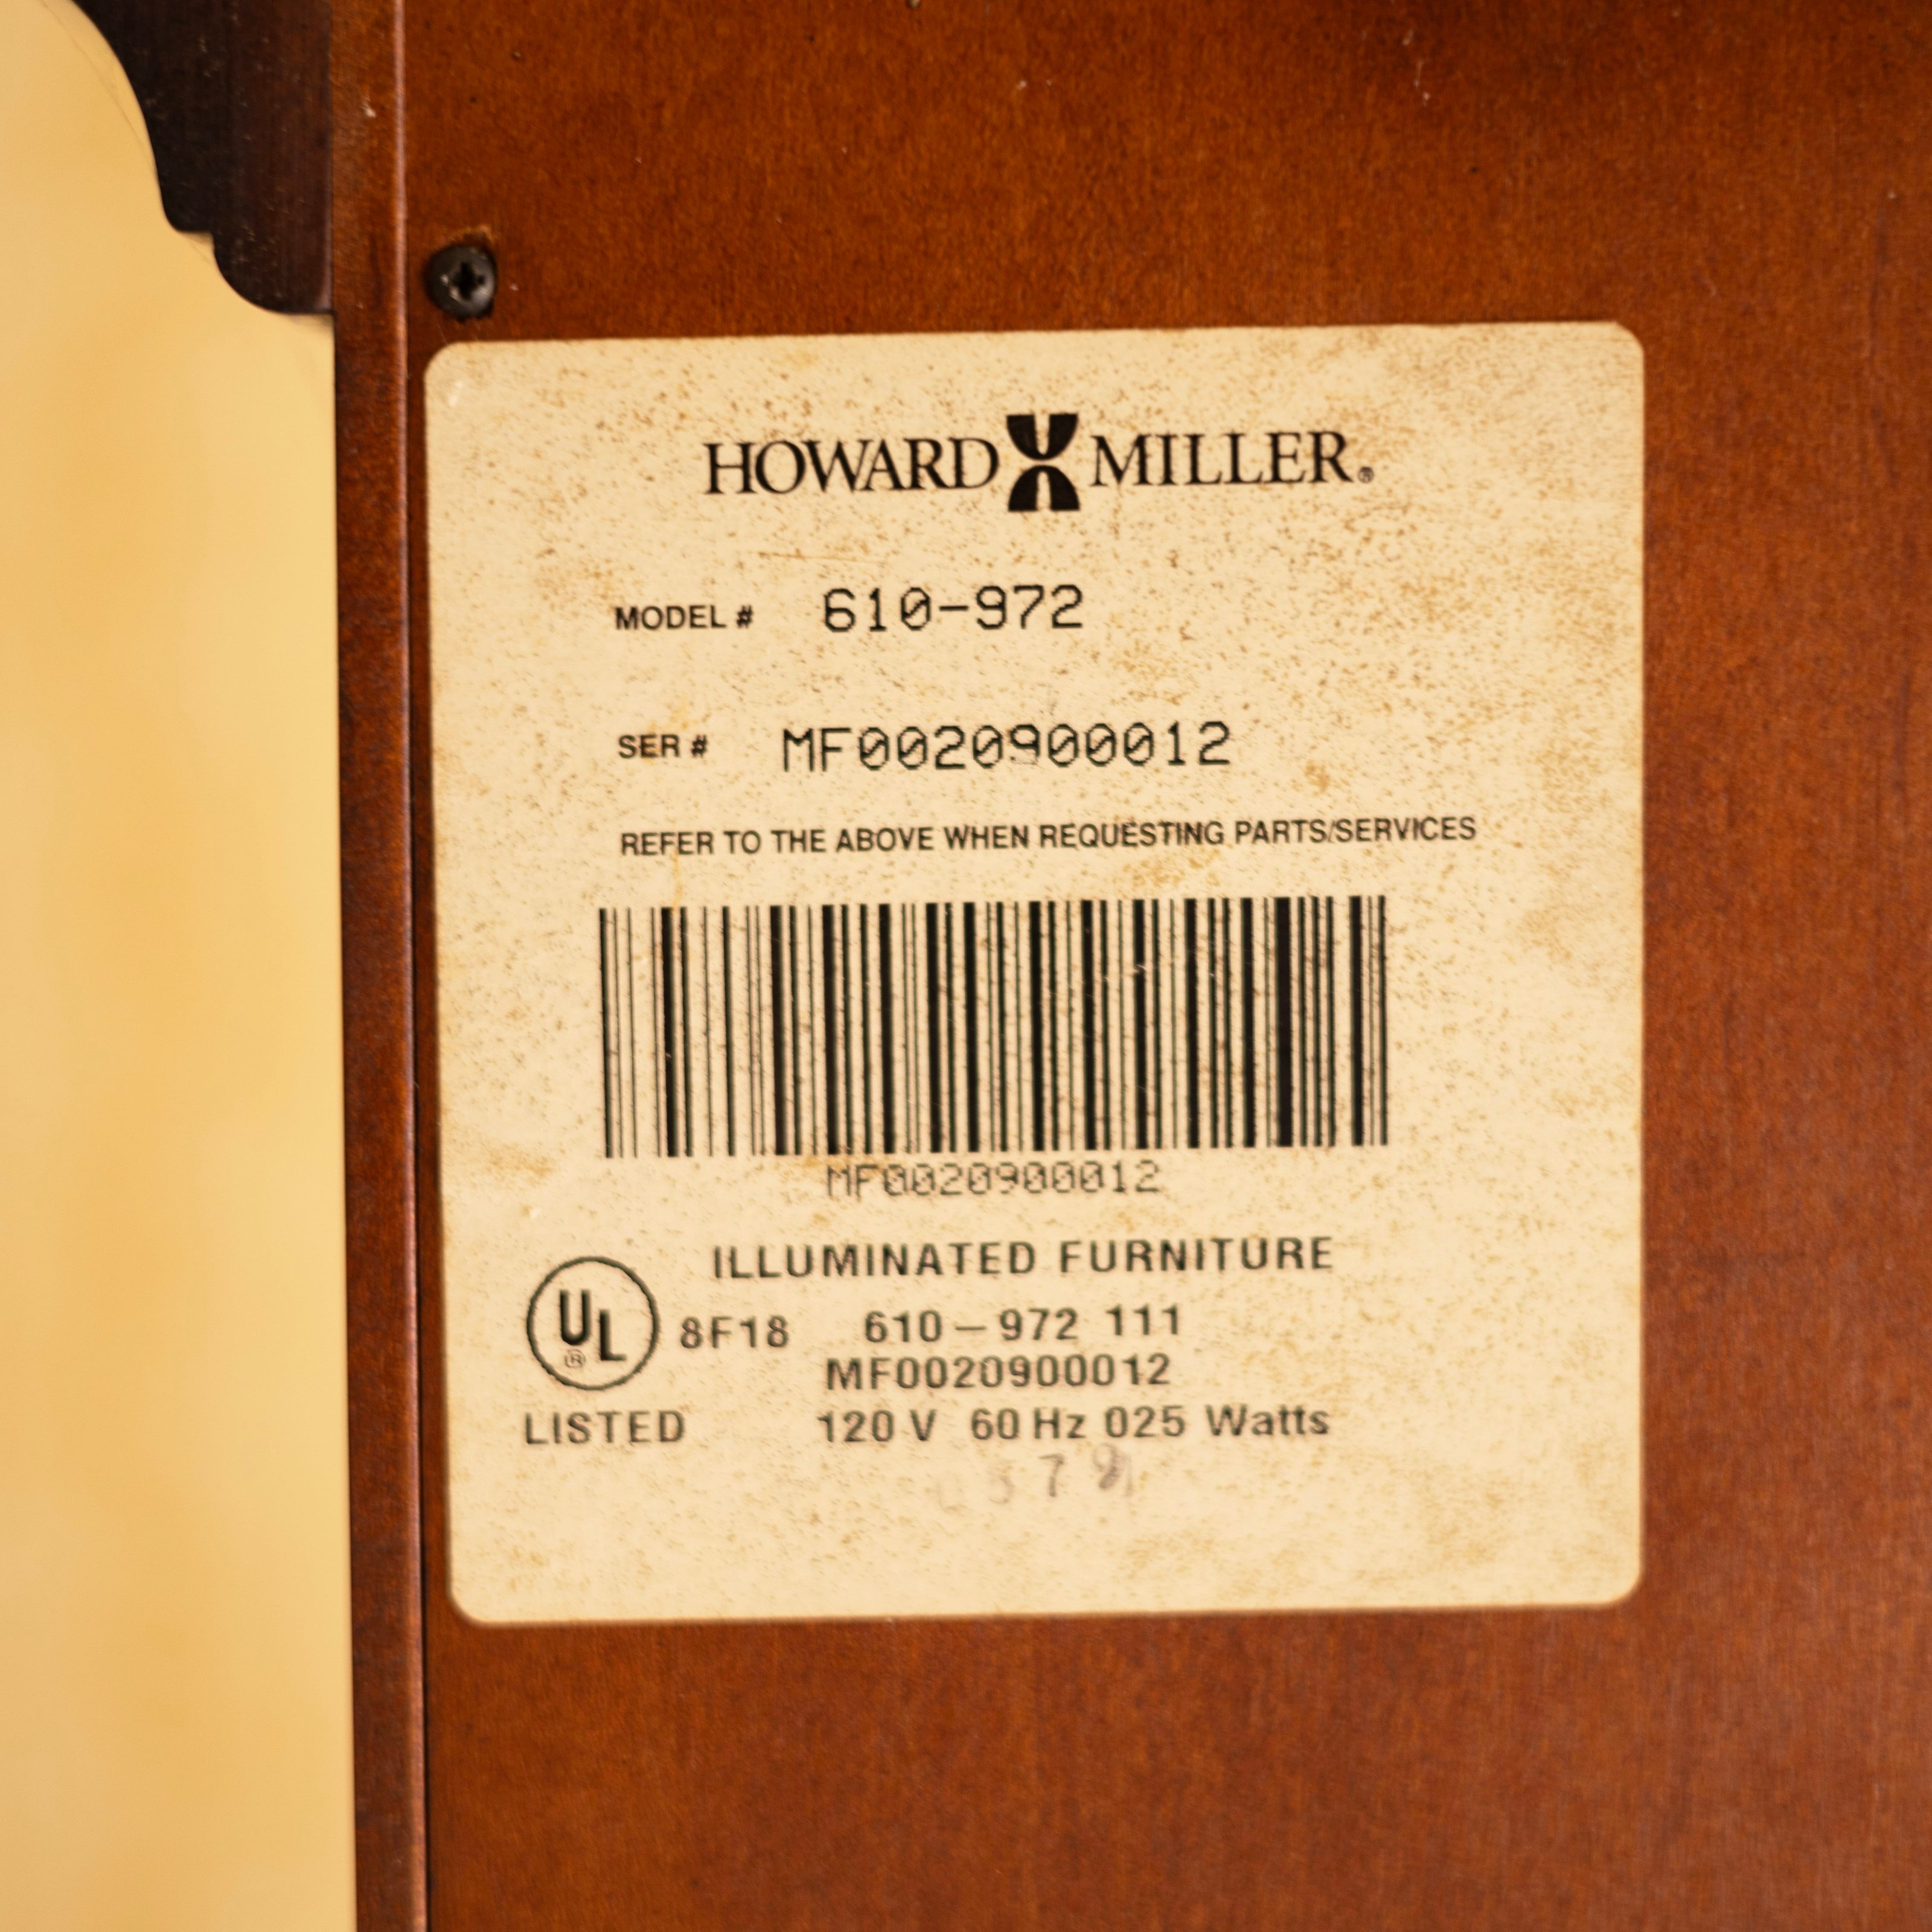 HOWARD MILLER®
MODEL # 610-972
SER # MF0020900012
REFER TO THE ABOVE WHEN REQUESTING PARTS/SERVICES
MF0020900012
ILLUMINATED FURNITURE
UL® 8F18 610-972 111
MF0020900012
LISTED 120 V 60 Hz 025 Watts